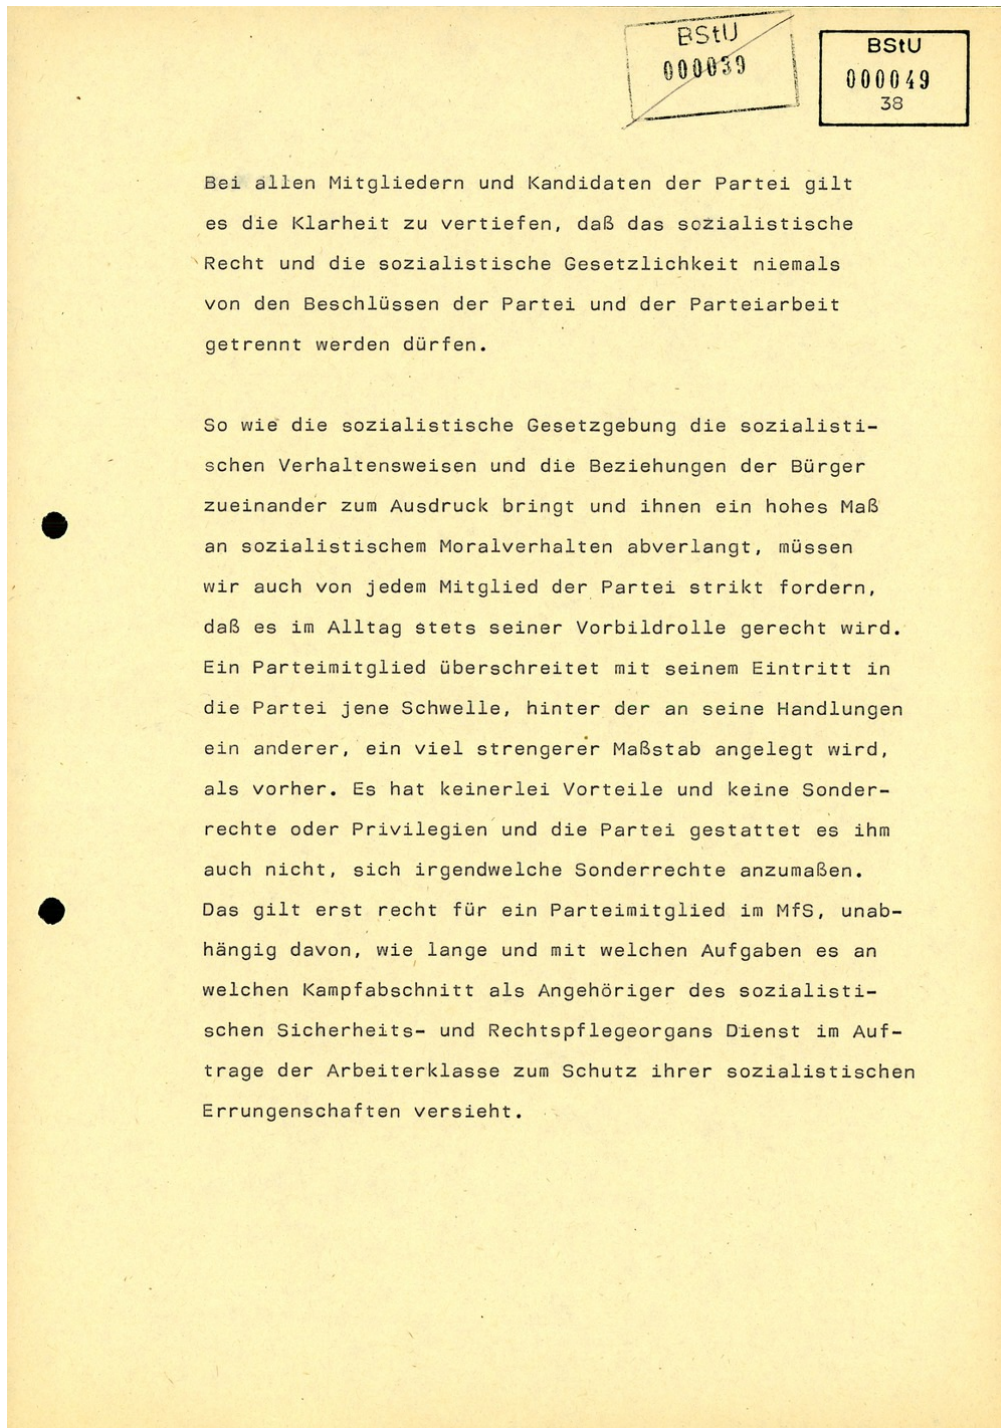 BStU
000039
BStU
000049
38
Bei allen Mitgliedern und Kandidaten der Partei gilt
es die Klarheit zu vertiefen, daß das sozialistische
Recht und die sozialistische Gesetzlichkeit niemals
von den Beschlüssen der Partei und der Parteiarbeit
getrennt werden dürfen.
So wie die sozialistische Gesetzgebung die sozialisti-
schen Verhaltensweisen und die Beziehungen der Bürger
zueinander zum Ausdruck bringt und ihnen ein hohes Maß
an sozialistischem Moralverhalten abverlangt, müssen
wir auch von jedem Mitglied der Partei strikt fordern,
daß es im Alltag stets seiner Vorbildrolle gerecht wird.
Ein Parteimitglied überschreitet mit seinem Eintritt in
die Partei jene Schwelle, hinter der an seine Handlungen
ein anderer, ein viel strengerer Maßstab angelegt wird,
als vorher. Es hat keinerlei Vorteile und keine Sonder-
rechte oder Privilegien und die Partei gestattet es ihm
auch nicht, sich irgendwelche Sonderrechte anzumaßen.
Das gilt erst recht für ein Parteimitglied im MfS, unab-
hängig davon, wie lange und mit welchen Aufgaben es an
welchen Kampfabschnitt als Angehöriger des sozialisti-
schen Sicherheits- und Rechtspflegeorgans Dienst im Auf-
trage der Arbeiterklasse zum Schutz ihrer sozialistischen
Errungenschaften versieht.